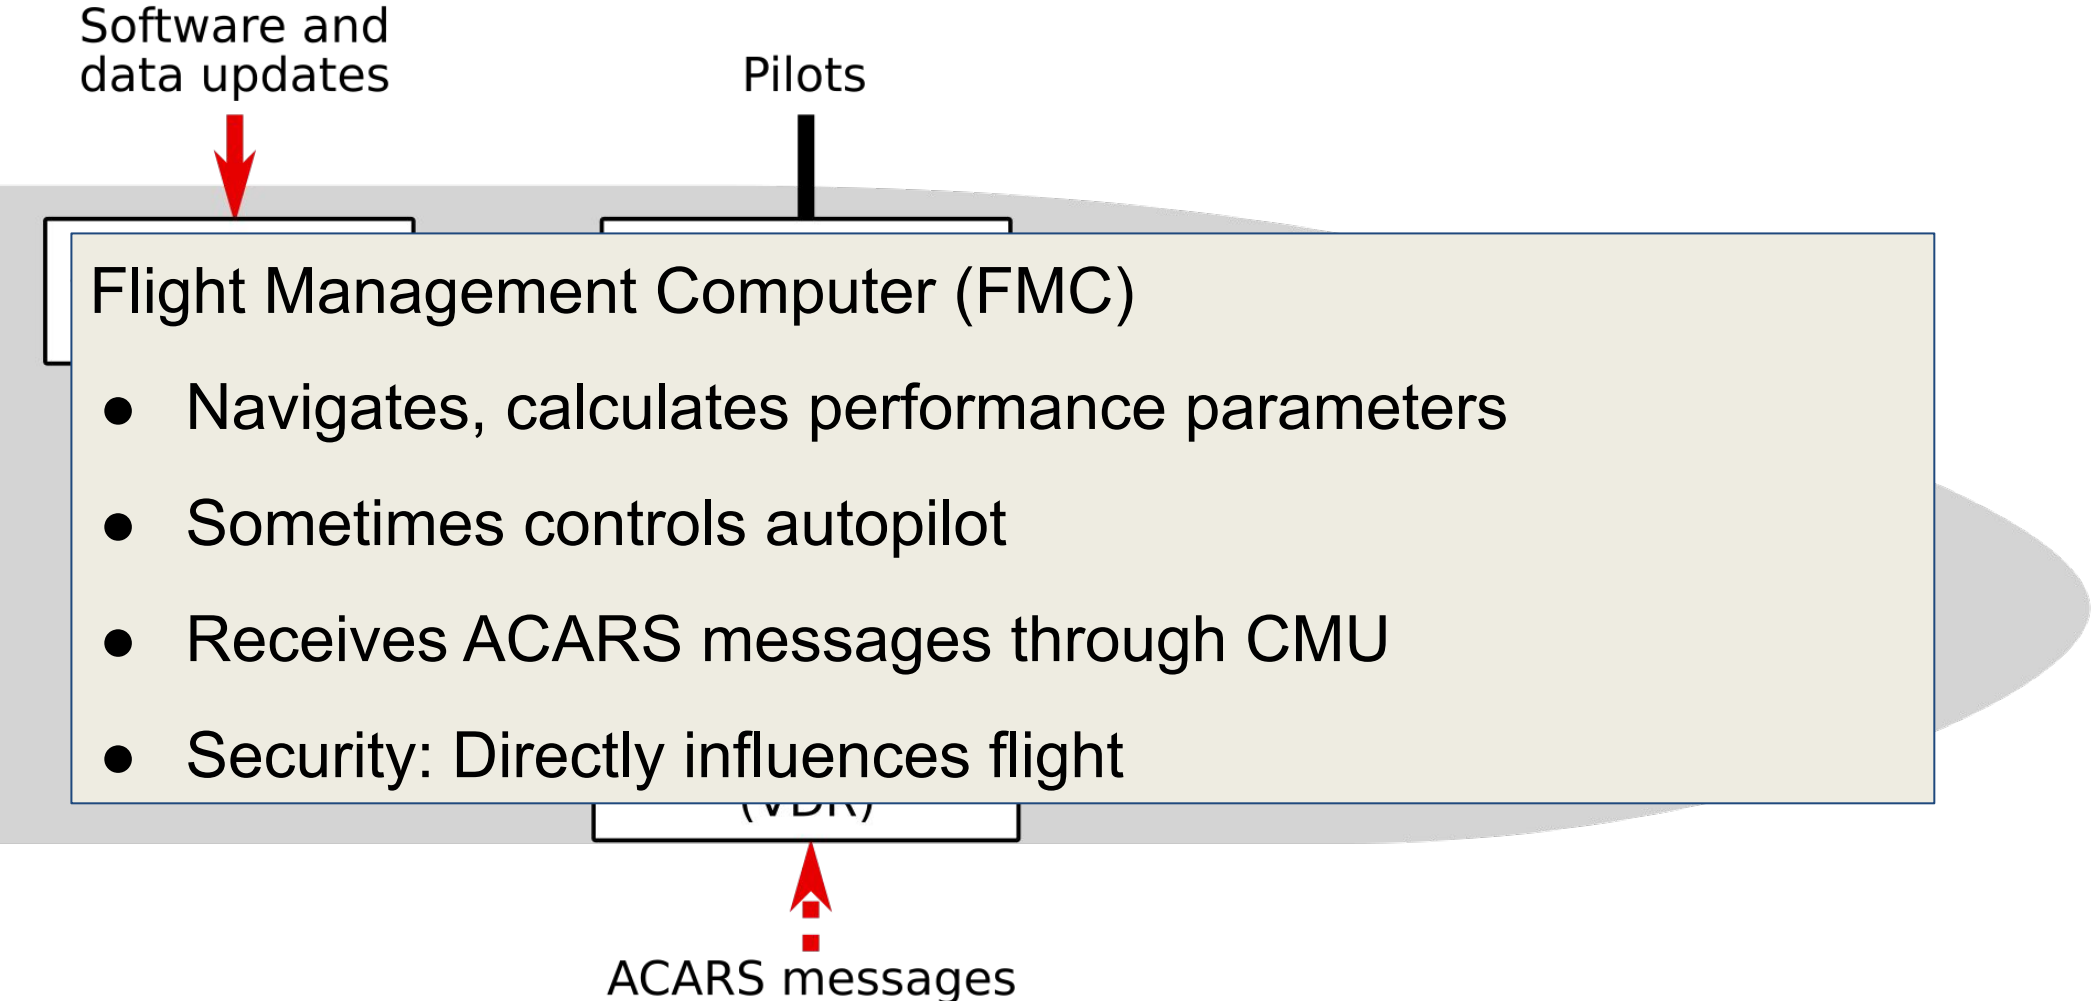 Software and
data updates
Pilots
Flight Management Computer (FMC)
● Navigates, calculates performance parameters
● Sometimes controls autopilot
● Receives ACARS messages through CMU
● Security: Directly influences flight
(VDR)
ACARS messages